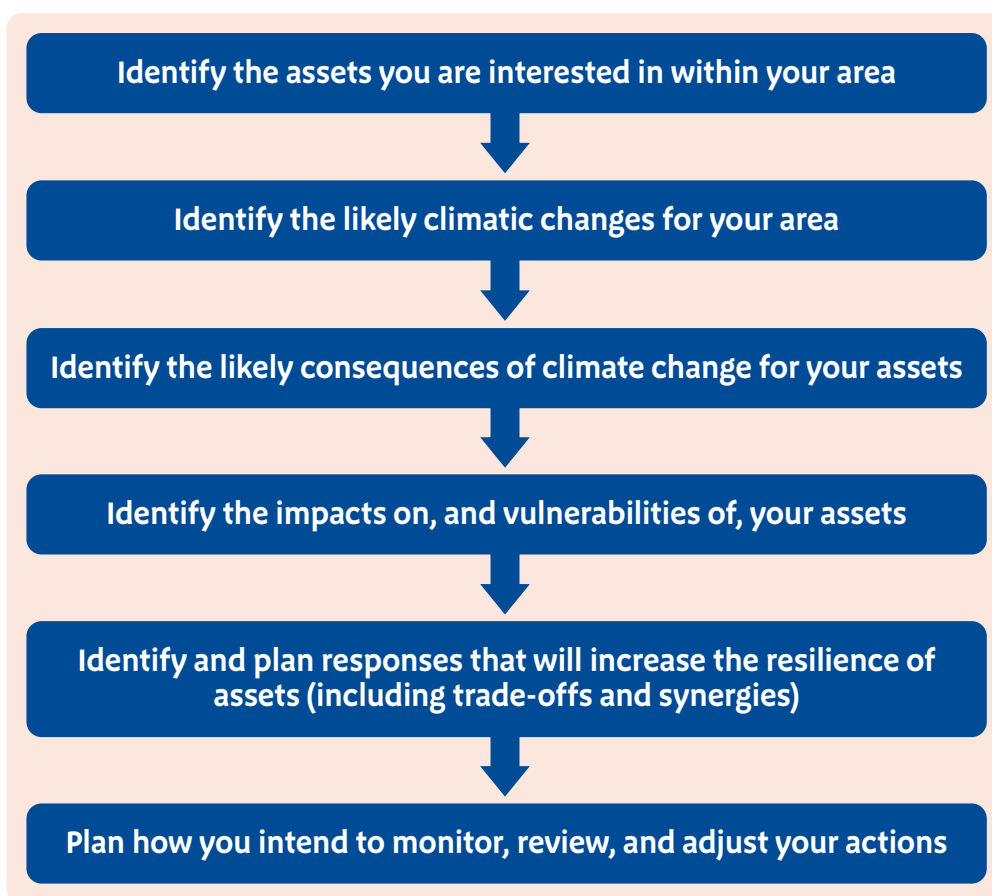 Identify the assets you are interested in within your area
Identify the likely climatic changes for your area
Identify the likely consequences of climate change for your assets
Identify the impacts on, and vulnerabilities of, your assets
Identify and plan responses that will increase the resilience of
assets (including trade-offs and synergies)
Plan how you intend to monitor, review, and adjust your actions